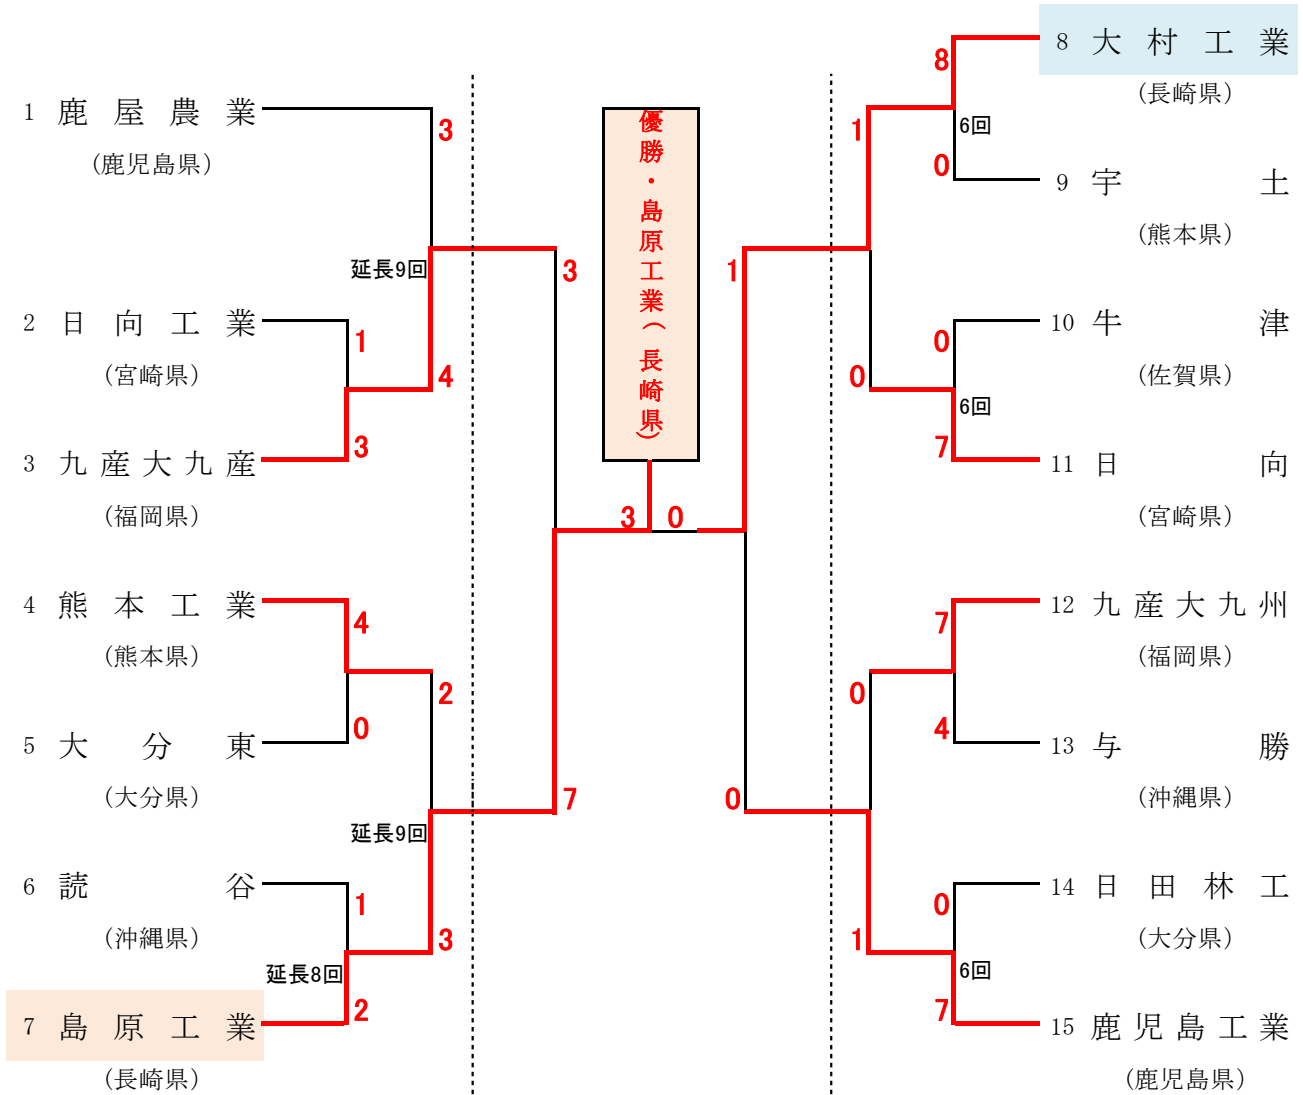 1 鹿屋農業
(鹿児島県)
3
延長9回
2 日向工業
(宮崎県)
1
4
3 九産大九産
(福岡県)
3
3
4 熊本工業
(熊本県)
4
2
5 大分東
(大分県)
0
延長9回
7
6 読谷
(沖縄県)
1
3
延長8回
7 島原工業
(長崎県)
2
優勝・島原工業(長崎県)
3 0
8 大村工業
(長崎県)
8
1
6回
9 宇土
(熊本県)
0
1
10 牛津
(佐賀県)
0
0
6回
11 日向
(宮崎県)
7
12 九産大九州
(福岡県)
7
0
13 与勝
(沖縄県)
4
0
14 日田林工
(大分県)
0
1
6回
15 鹿児島工業
(鹿児島県)
7